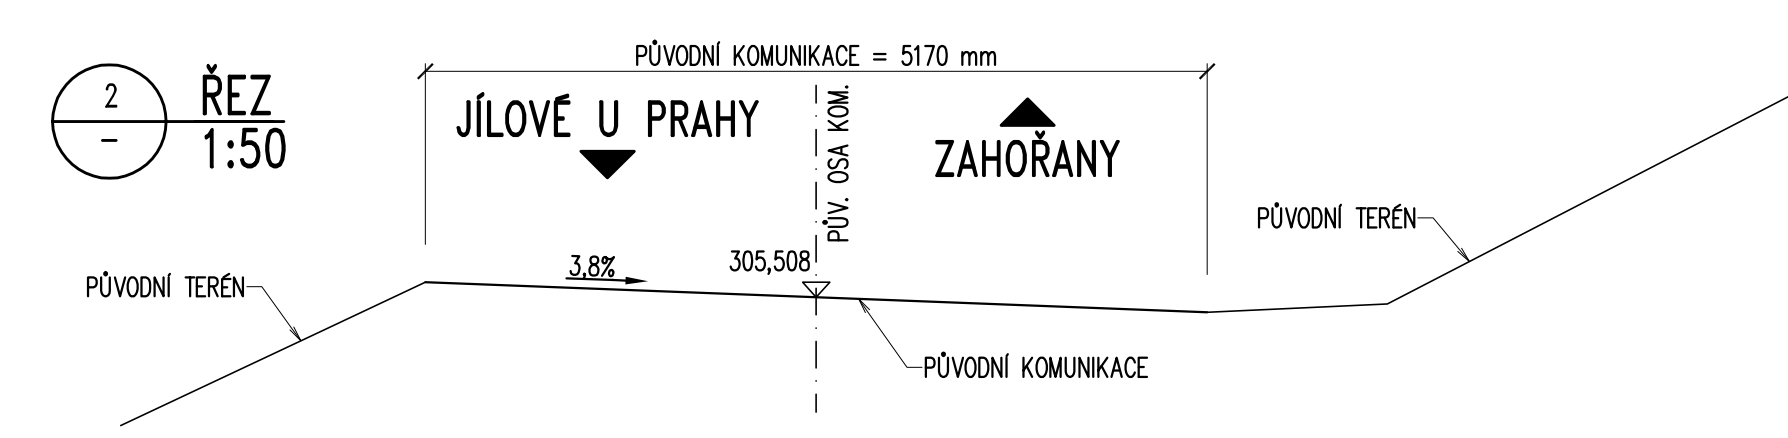 PŮVODNÍ KOMUNIKACE = 5170 mm
2
–
ŘEZ
1:50
JÍLOVÉ U PRAHY
PŮV. OSA KOM.
ZAHOŘANY
PŮVODNÍ TERÉN
305,508
3,8%
PŮVODNÍ TERÉN
PŮVODNÍ KOMUNIKACE